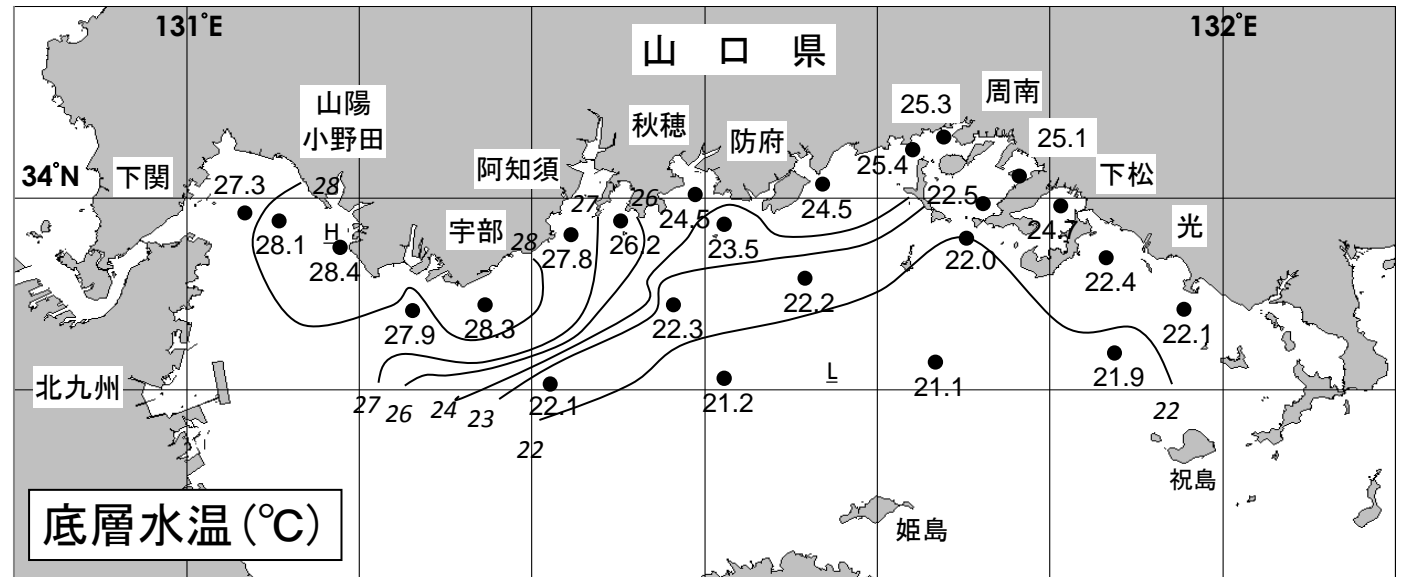 131°E
132°E
山 口 県
25.3
周南
山陽
小野田
秋穂
防府
25.1
阿知須
25.4
下松
34°N
下関
27.3
28
27
26
24.5
24.5
22.5
24.7
光
28.1
H
28.4
宇部
28
27.8
26.2
23.5
22.0
22.4
27.9
28.3
22.3
22.2
22.1
北九州
27
26
24
23
22.1
21.2
L
21.1
21.9
22
22
祝島
底層水温(℃)
姫島